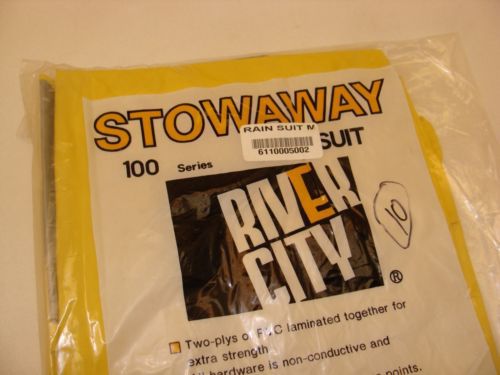 STOWAWAY
RAIN SUIT M
6110005002
SUIT
100 Series
RIVER
CITY
®
10
Two-plys of PVC laminated together for
extra strength
hardware is non-conductive and
points.